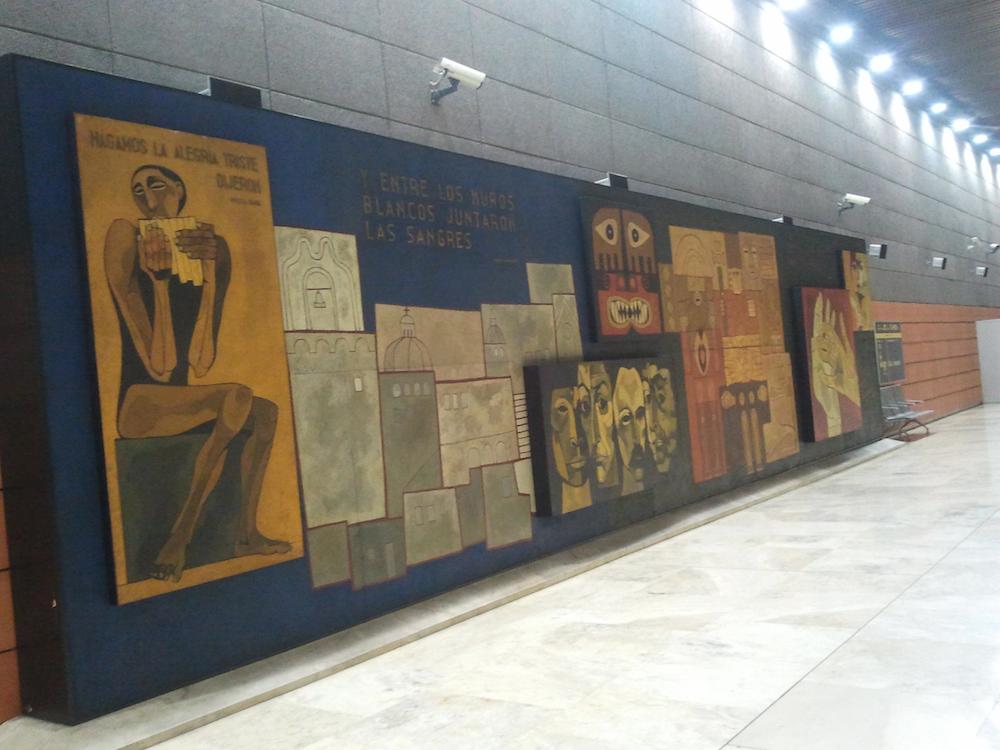 HAGAMOS LA ALEGRIA TRISTE
DIJERON
Y ENTRE LOS MUROS
BLANCOS JUNTARON
LAS SANGRES